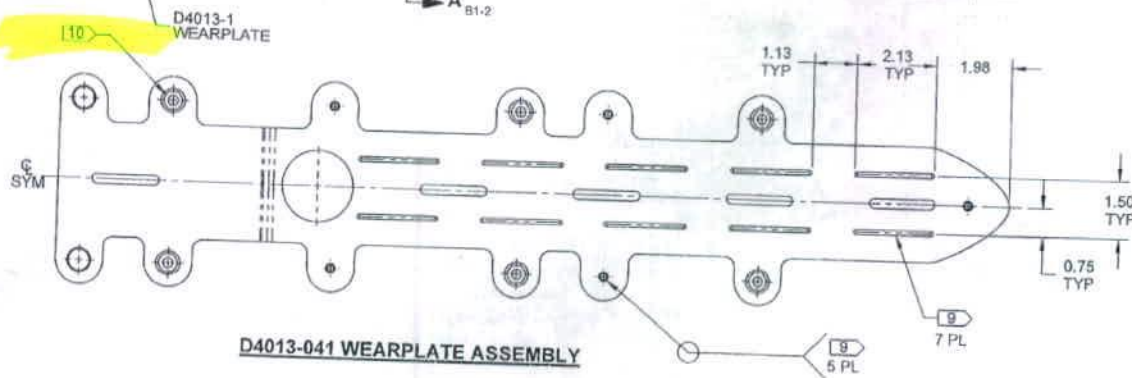 A B1-2
D4013-1
WEARPLATE
10
1.13
TYP
2.13
TYP
1.98
℄
SYM
1.50
TYP
0.75
TYP
9
7 PL
9
5 PL
D4013-041 WEARPLATE ASSEMBLY